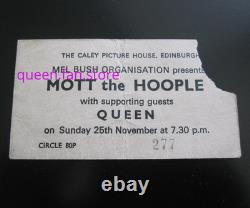 THE CALEY PICTURE HOUSE, EDINBURGH
MEL BUSH ORGANISATION presents
queen.fan.store
MOTT the HOOPLE
with supporting guests
QUEEN
on Sunday 25th November at 7.30 p.m.
CIRCLE 80P
277